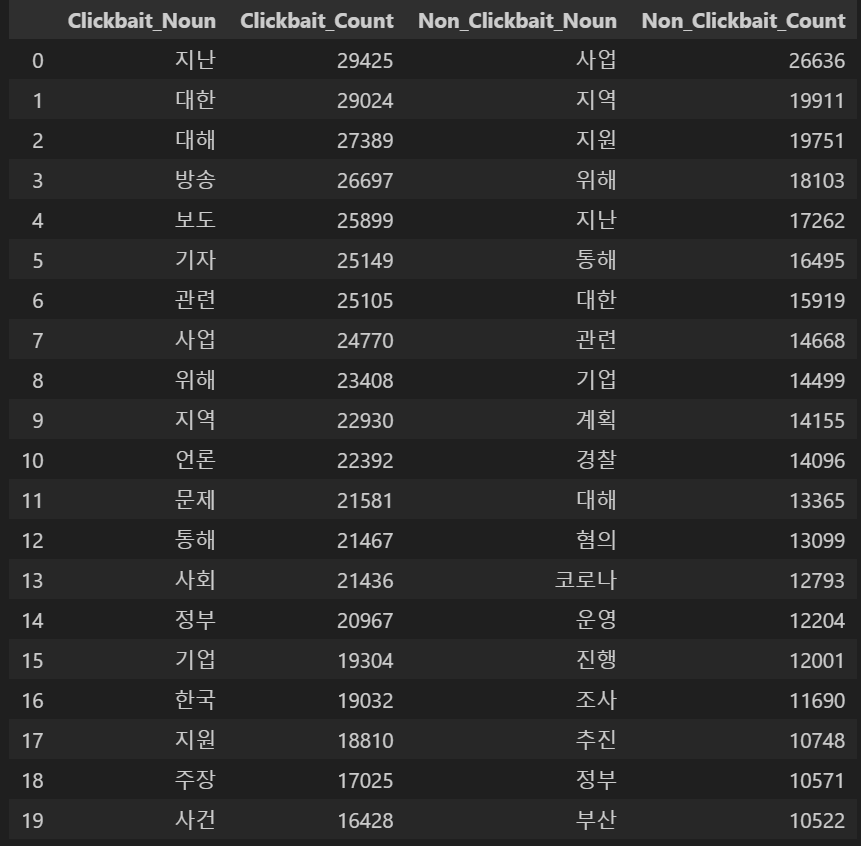 Clickbait_Noun Clickbait_Count Non_Clickbait_Noun Non_Clickbait_Count
0 지난 29425 사업 26636
1 대한 29024 지역 19911
2 대해 27389 지원 19751
3 방송 26697 위해 18103
4 보도 25899 지난 17262
5 기자 25149 통해 16495
6 관련 25105 대한 15919
7 사업 24770 관련 14668
8 위해 23408 기업 14499
9 지역 22930 계획 14155
10 언론 22392 경찰 14096
11 문제 21581 대해 13365
12 통해 21467 혐의 13099
13 사회 21436 코로나 12793
14 정부 20967 운영 12204
15 기업 19304 진행 12001
16 한국 19032 조사 11690
17 지원 18810 추진 10748
18 주장 17025 정부 10571
19 사건 16428 부산 10522